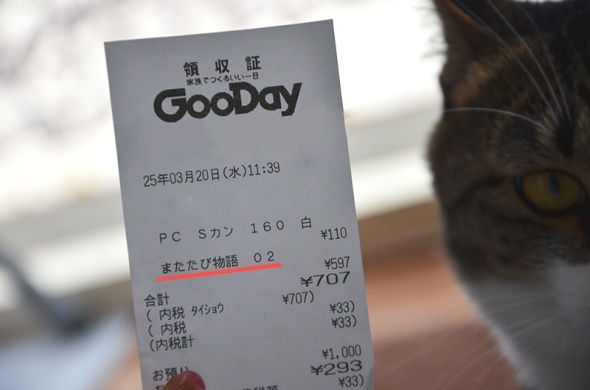 領収証
家族でつくるいい一日
GooDay
25年03月20日(水)11:39
PC Sカン 160 白
¥110
またたび物語 02
¥597
合計 ¥707
(内税 タイショウ ¥707)
(内税 ¥33)
(内税計 ¥33)
お預り ¥1,000
¥293
¥33)